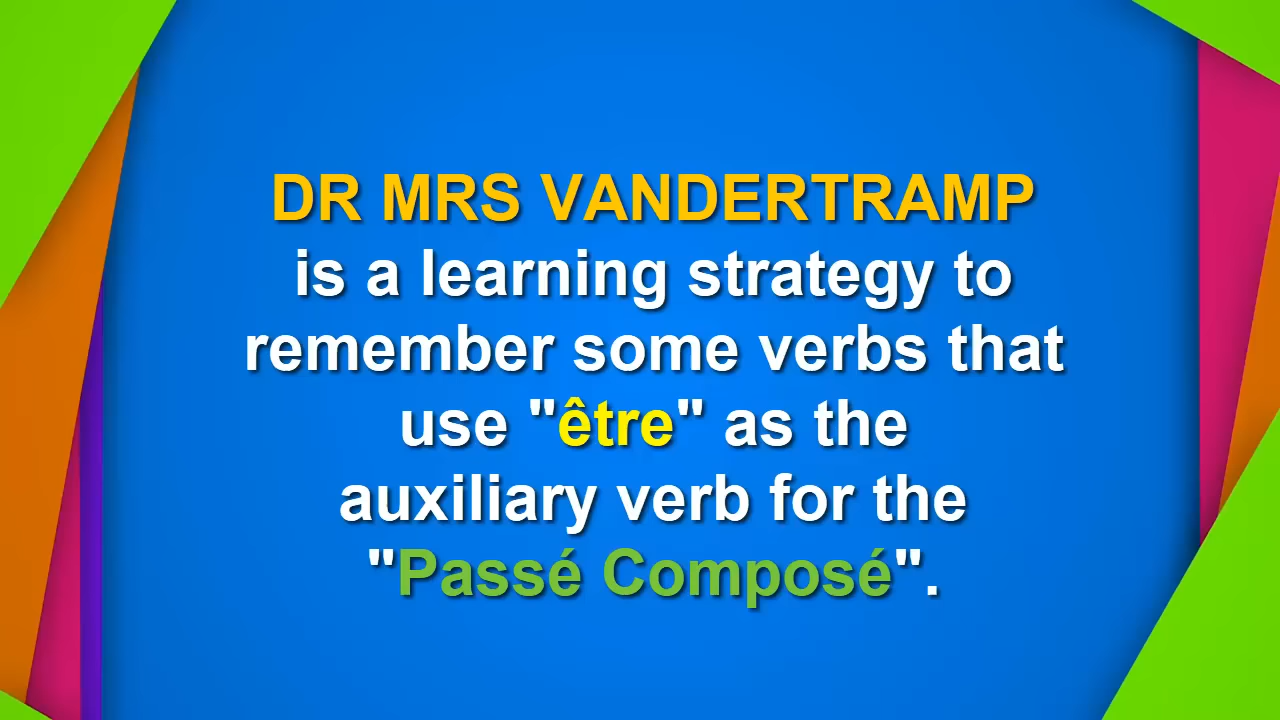 DR MRS VANDERTRAMP
is a learning strategy to
remember some verbs that
use "être" as the
auxiliary verb for the
"Passé Composé".